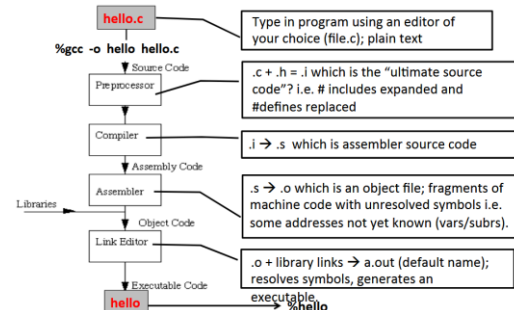 hello.c
Type in program using an editor of
your choice (file.c); plain text
%gcc -o hello hello.c
Source Code
Preprocessor
.c + .h = .i which is the “ultimate source
code”? i.e. # includes expanded and
#defines replaced
Compiler
.i → .s which is assembler source code
Assembly Code
Assembler
.s → .o which is an object file; fragments of
machine code with unresolved symbols i.e.
some addresses not yet known (vars/subrs).
Libraries
Object Code
Link Editor
.o + library links → a.out (default name);
resolves symbols, generates an
executable.
Executable Code
hello
%hello